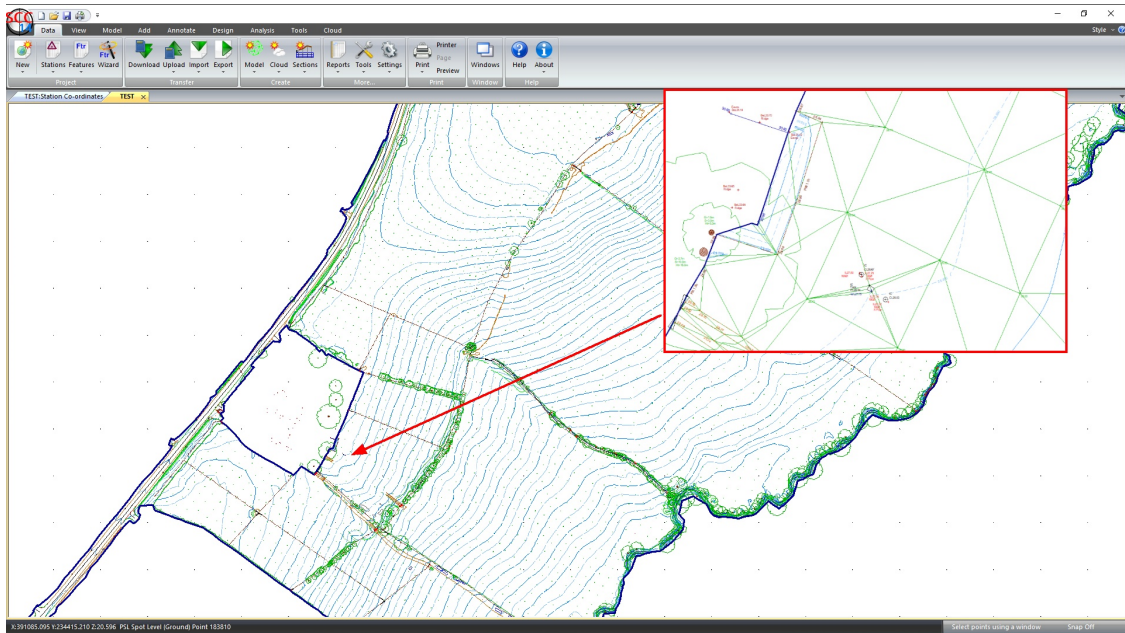 SCC
Data View Model Add Annotate Design Analysis Tools Cloud Style
New Stations Features Wizard Download Upload Import Export Model Cloud Sections Reports Tools Settings Print Printer Page Preview Windows Help About
Ftr Ftr
Project Transfer Create More... Print Window Help
TEST:Station Co-ordinates TEST
X:391085.095 Y:234415.210 Z:20.596 PSL Spot Level (Ground) Point 183810 Select points using a window Snap Off